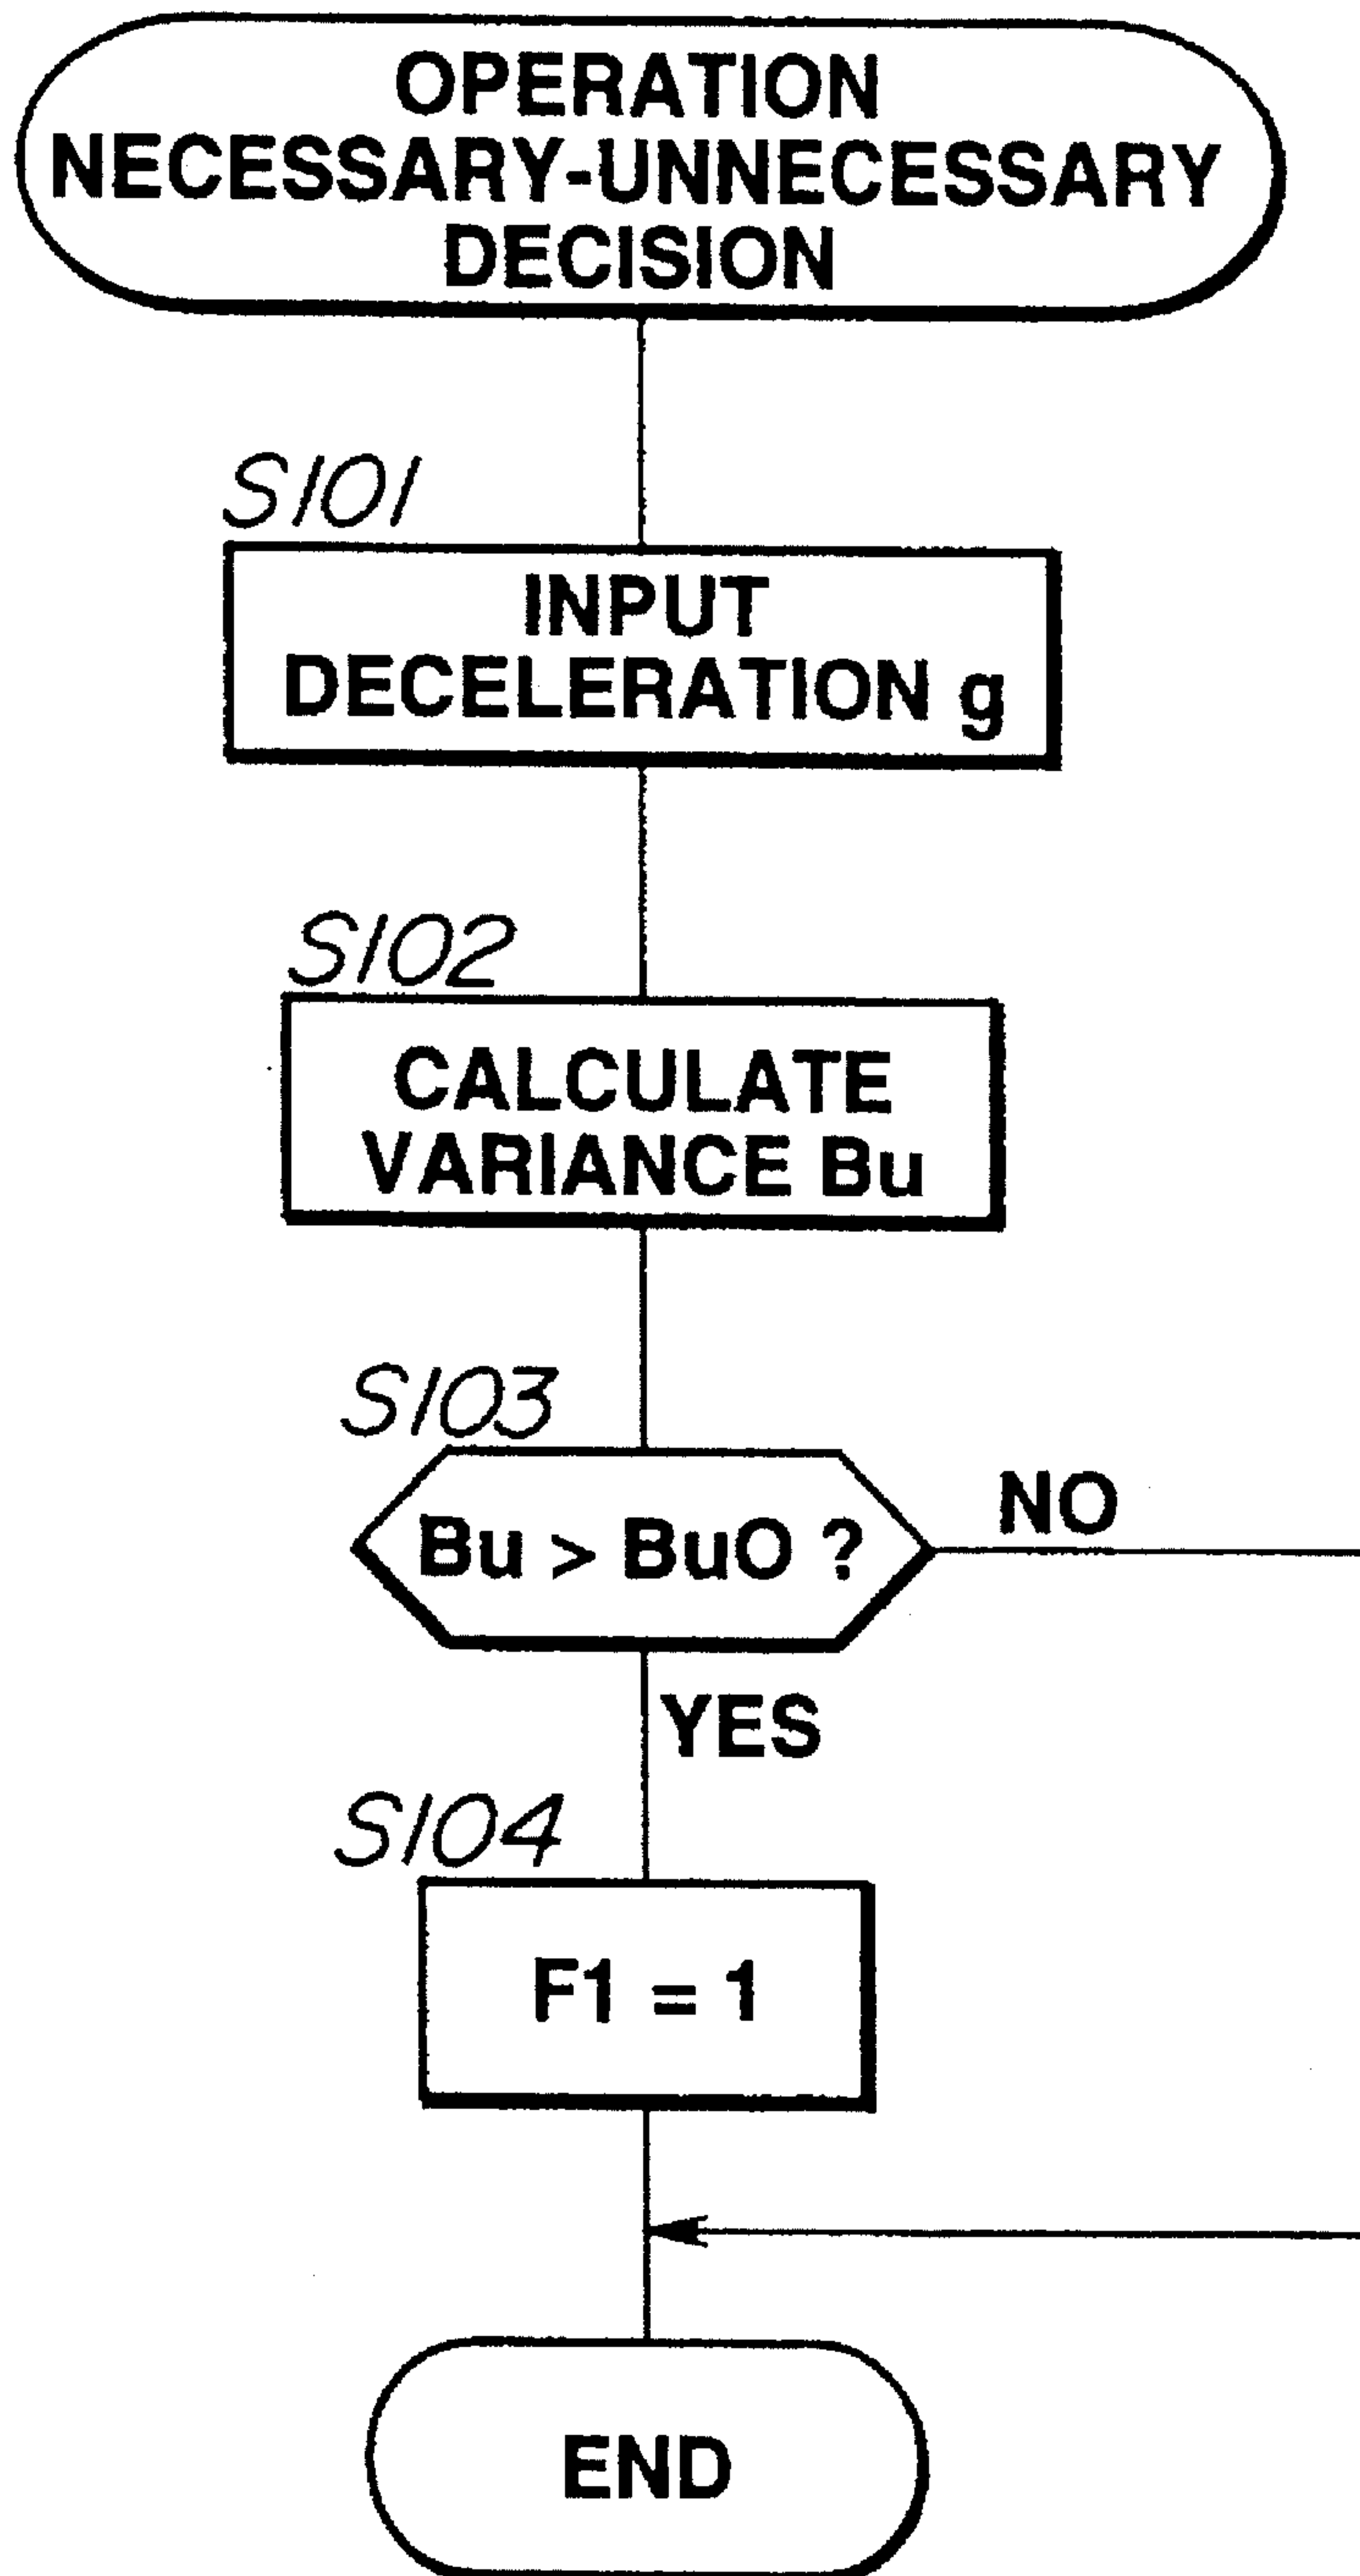 OPERATION
NECESSARY-UNNECESSARY
DECISION
S101
INPUT
DECELERATION g
S102
CALCULATE
VARIANCE Bu
S103
Bu > BuO ?
NO
YES
S104
F1 = 1
END